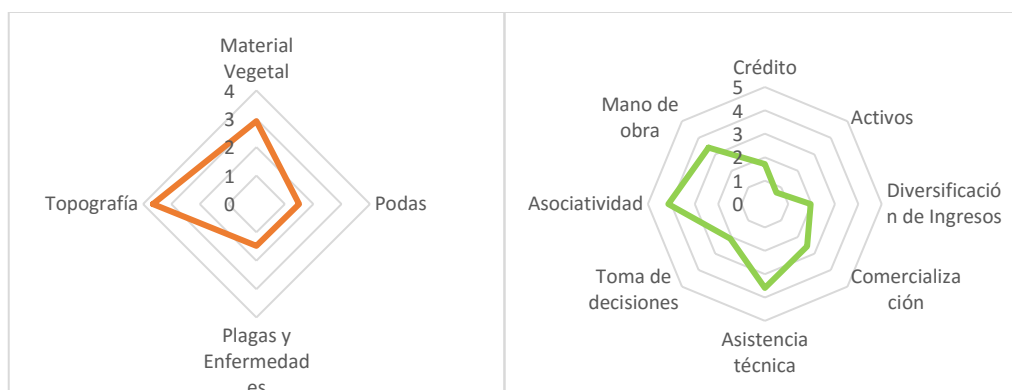 Material
Vegetal
4
3
2
1
0
Topografía
Podas
Plagas y
Enfermedad
es
Crédito
5
4
3
2
1
0
Mano de
obra
Activos
Asociatividad
Diversificació
n de Ingresos
Toma de
decisiones
Comercializa
ción
Asistencia
técnica